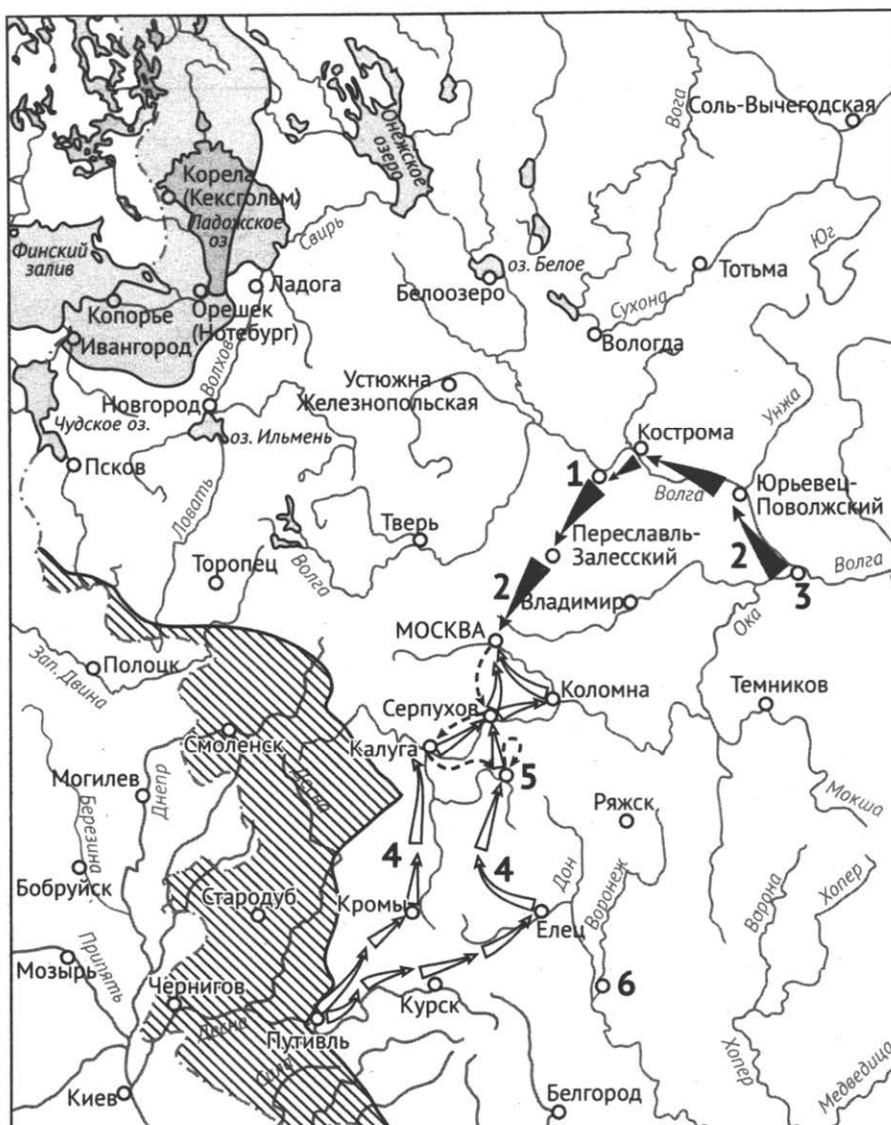 Соль-Вычегодская
Вога
Онежское
озеро
Корела
(Кексгольм)
Ладожское
оз.
Свирь
Юг
Финский
залив
оз. Белое
Тотьма
Ладога
Белоозеро
Сухона
Копорье
Орешек
(Нотебург)
Ивангород
Вологда
Волхов
Устюжна
Железнопольская
Унжа
Новгород
Чудское оз.
оз. Ильмень
Кострома
Псков
1
Волга
Юрьевец-
Поволжский
Ловать
Тверь
Переславль-
Залесский
2
Волга
Торопец
Волга
2
3
Владимир
Ока
МОСКВА
Зап. Двина
Полоцк
Коломна
Темников
Серпухов
Смоленск
Калуга
5
Могилев
Днепр
Десна
Мокша
Березина
Ряжск
4
4
Бобруйск
Дон
Воронеж
Ворона
Хопер
Стародуб
Кромы
Елец
Мозырь
Припять
6
Чернигов
Курск
Десна
Путивль
Хопер
Медведица
Киев
Белгород